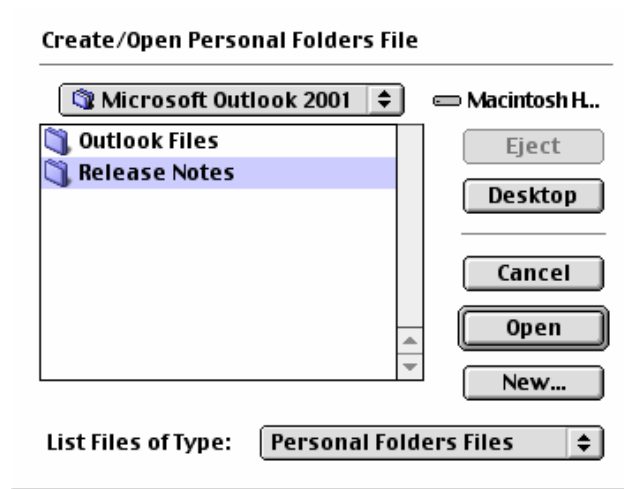 Create/Open Personal Folders File
Microsoft Outlook 2001
Macintosh H...
Outlook Files
Release Notes
Eject
Desktop
Cancel
Open
New...
List Files of Type:
Personal Folders Files